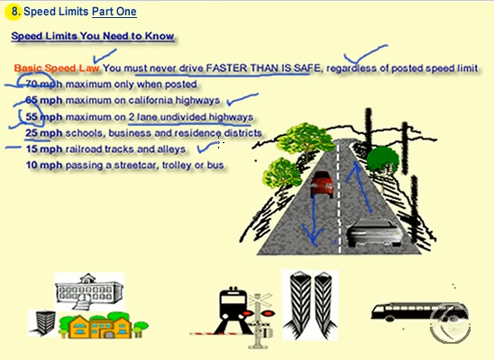 8. Speed Limits Part One
Speed Limits You Need to Know
Basic Speed Law You must never drive FASTER THAN IS SAFE, regardless of posted speed limit
70 mph maximum only when posted
65 mph maximum on california highways
55 mph maximum on 2 lane undivided highways
25 mph schools, business and residence districts
15 mph railroad tracks and alleys
10 mph passing a streetcar, trolley or bus